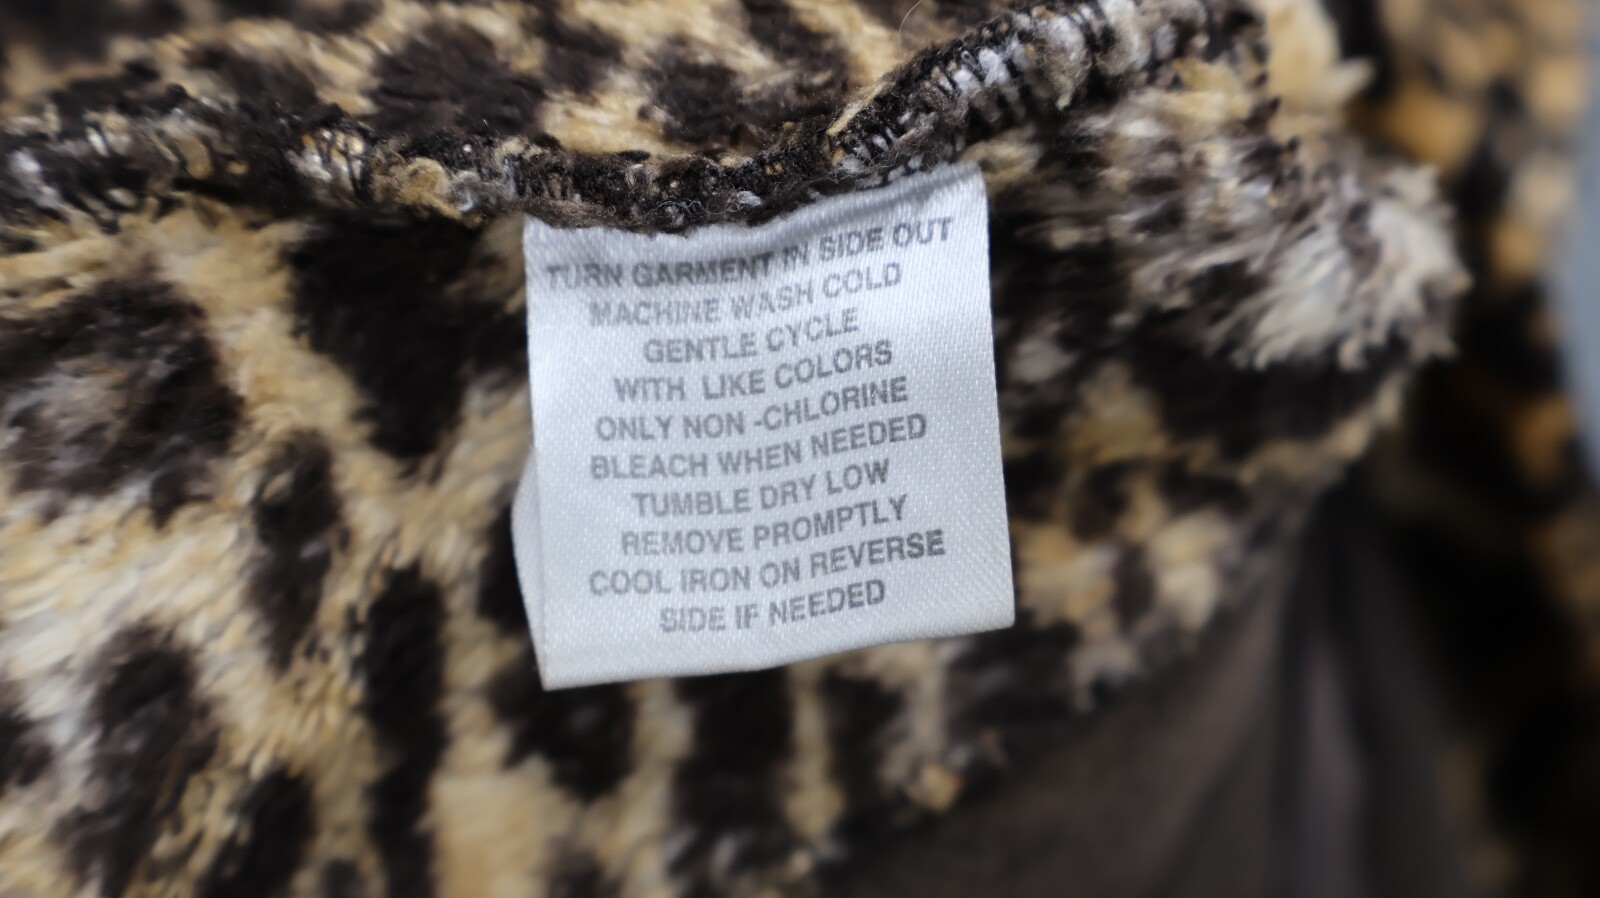 TURN GARMENT IN SIDE OUT
MACHINE WASH COLD
GENTLE CYCLE
WITH LIKE COLORS
ONLY NON -CHLORINE
BLEACH WHEN NEEDED
TUMBLE DRY LOW
REMOVE PROMPTLY
COOL IRON ON REVERSE
SIDE IF NEEDED